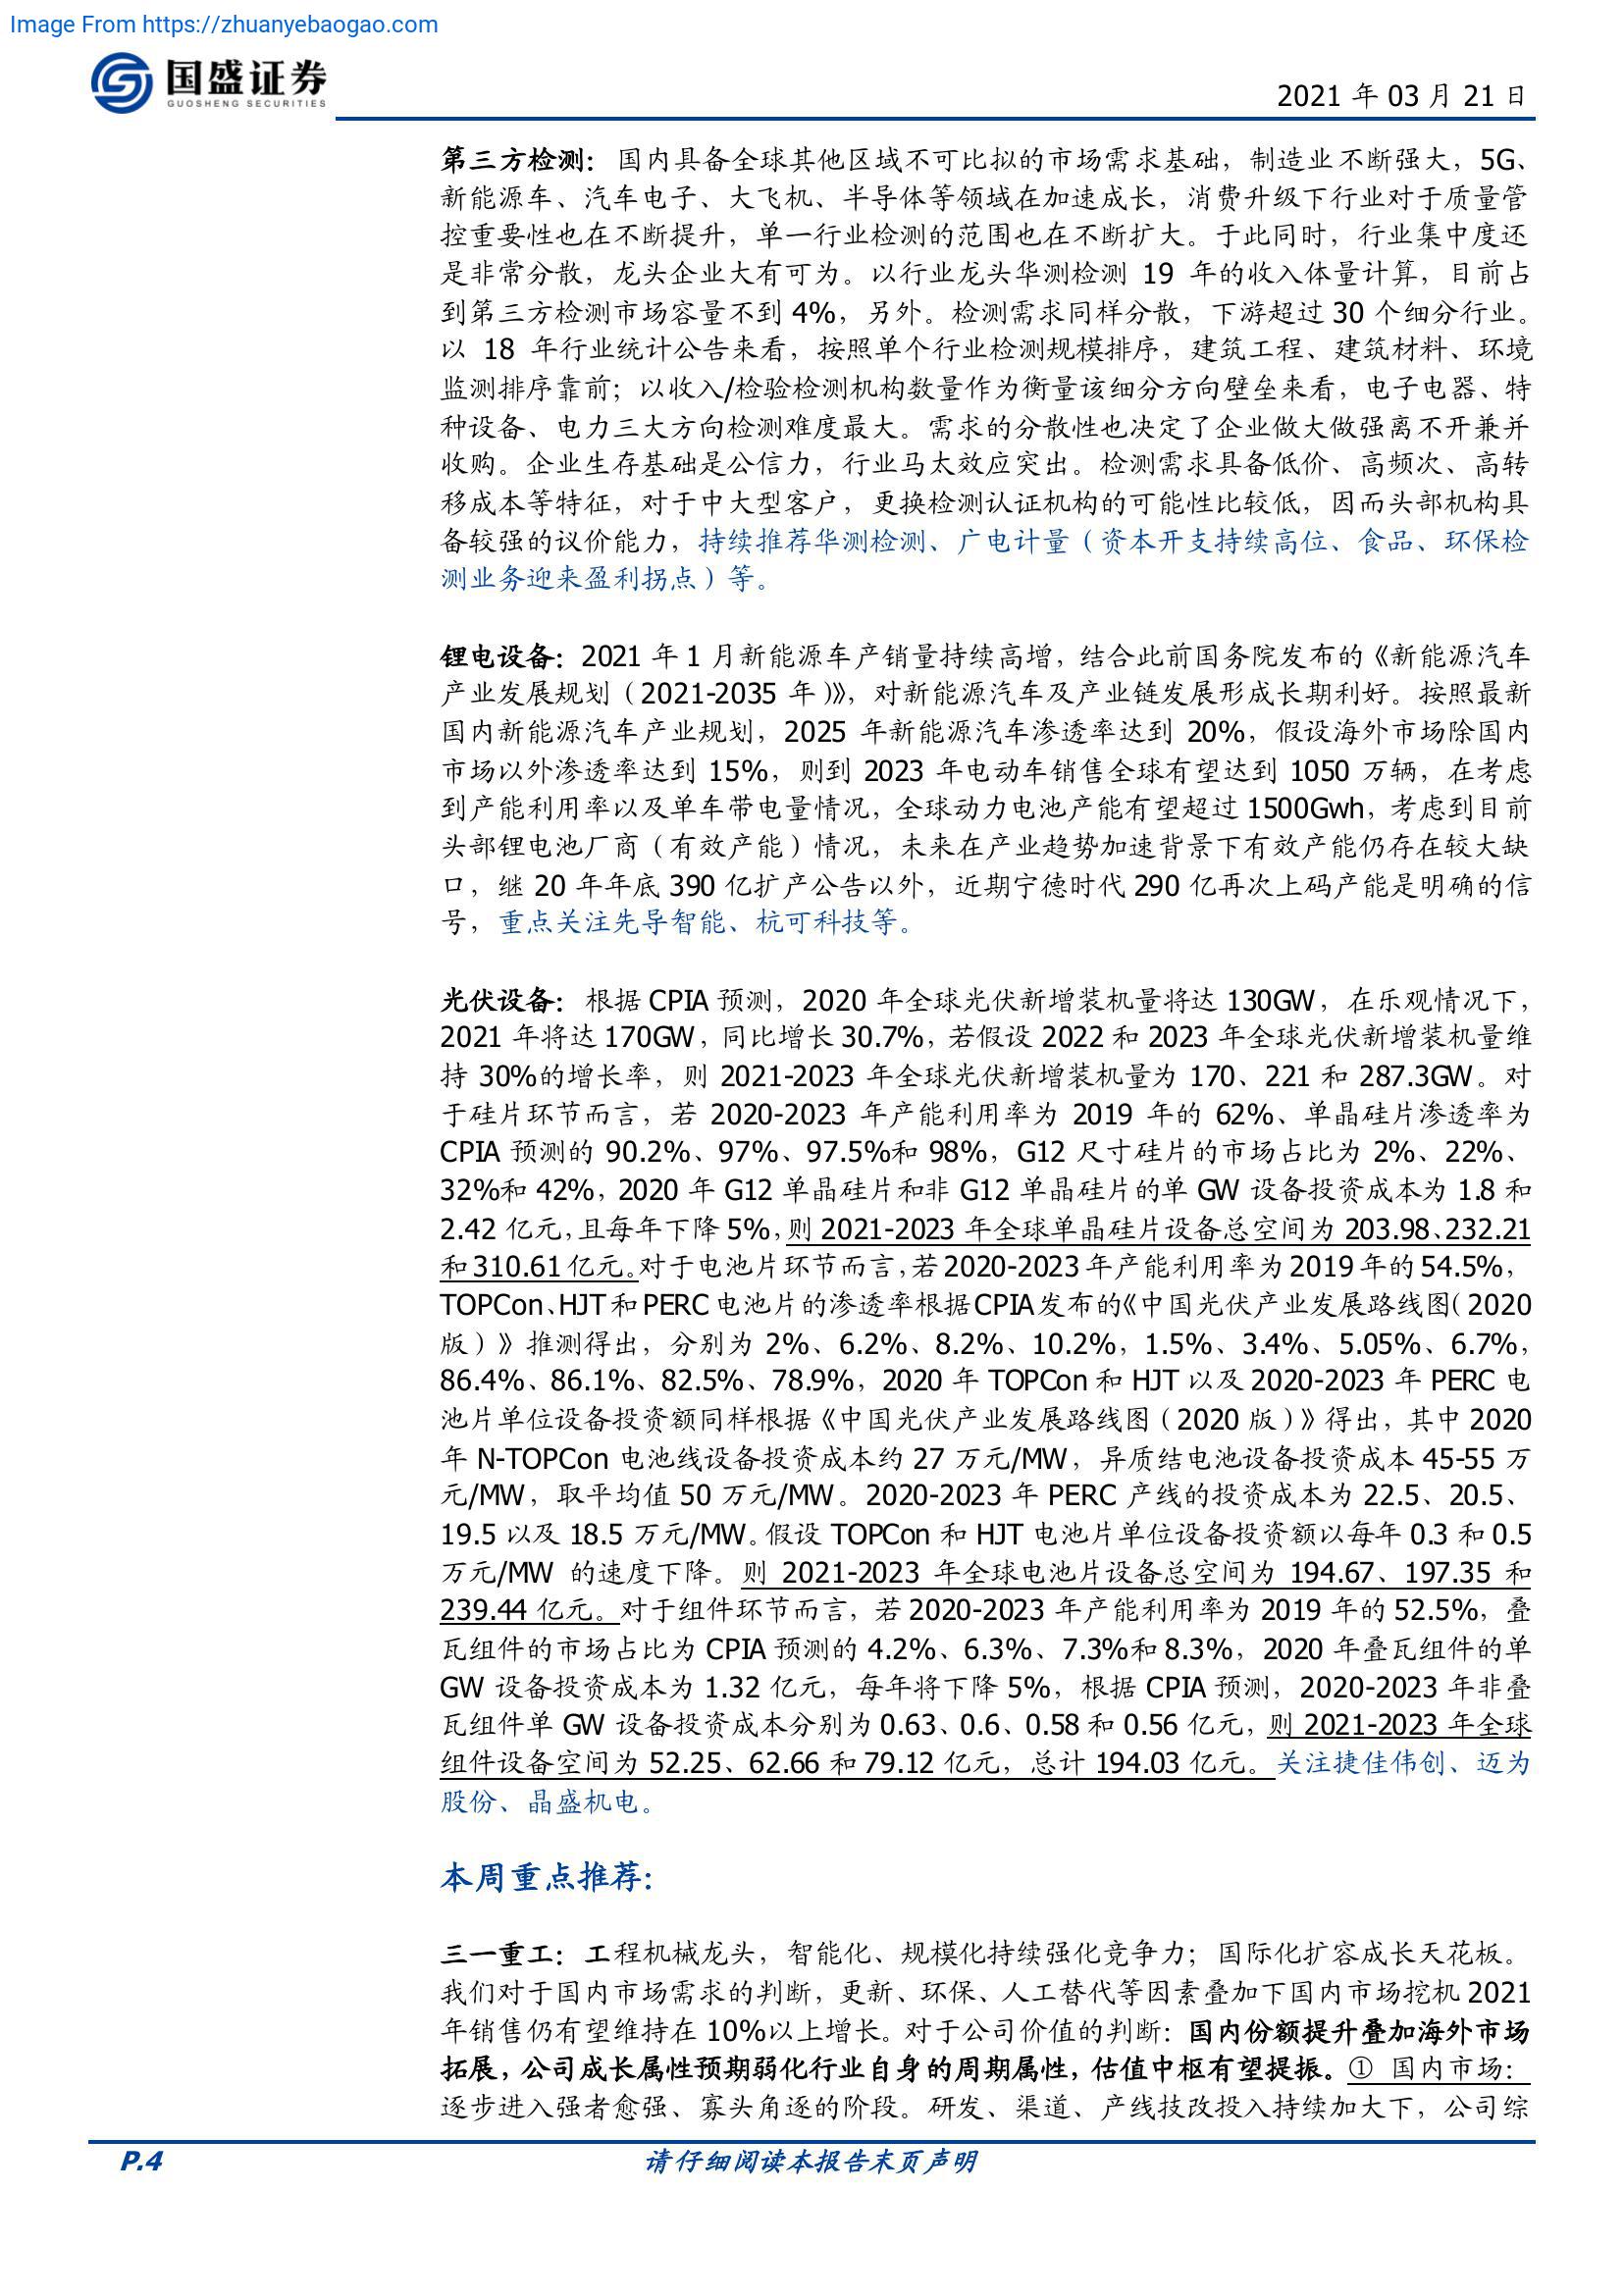 Image From https://zhuanyebaogao.com
国盛证券
GUOSHENG SECURITIES
2021 年 03 月 21 日
第三方检测：国内具备全球其他区域不可比拟的市场需求基础，制造业不断强大，5G、
新能源车、汽车电子、大飞机、半导体等领域在加速成长，消费升级下行业对于质量管
控重要性也在不断提升，单一行业检测的范围也在不断扩大。于此同时，行业集中度还
是非常分散，龙头企业大有可为。以行业龙头华测检测 19 年的收入体量计算，目前占
到第三方检测市场容量不到 4%，另外。检测需求同样分散，下游超过 30 个细分行业。
以 18 年行业统计公告来看，按照单个行业检测规模排序，建筑工程、建筑材料、环境
监测排序靠前；以收入/检验检测机构数量作为衡量该细分方向壁垒来看，电子电器、特
种设备、电力三大方向检测难度最大。需求的分散性也决定了企业做大做强离不开兼并
收购。企业生存基础是公信力，行业马太效应突出。检测需求具备低价、高频次、高转
移成本等特征，对于中大型客户，更换检测认证机构的可能性比较低，因而头部机构具
备较强的议价能力，持续推荐华测检测、广电计量（资本开支持续高位、食品、环保检
测业务迎来盈利拐点）等。
锂电设备：2021 年 1 月新能源车产销量持续高增，结合此前国务院发布的《新能源汽车
产业发展规划（2021-2035 年）》，对新能源汽车及产业链发展形成长期利好。按照最新
国内新能源汽车产业规划，2025 年新能源汽车渗透率达到 20%，假设海外市场除国内
市场以外渗透率达到 15%，则到 2023 年电动车销售全球有望达到 1050 万辆，在考虑
到产能利用率以及单车带电量情况，全球动力电池产能有望超过 1500Gwh，考虑到目前
头部锂电池厂商（有效产能）情况，未来在产业趋势加速背景下有效产能仍存在较大缺
口，继 20 年年底 390 亿扩产公告以外，近期宁德时代 290 亿再次上码产能是明确的信
号，重点关注先导智能、杭可科技等。
光伏设备：根据 CPIA 预测，2020 年全球光伏新增装机量将达 130GW，在乐观情况下，
2021 年将达 170GW，同比增长 30.7%，若假设 2022 和 2023 年全球光伏新增装机量维
持 30%的增长率，则 2021-2023 年全球光伏新增装机量为 170、221 和 287.3GW。对
于硅片环节而言，若 2020-2023 年产能利用率为 2019 年的 62%、单晶硅片渗透率为
CPIA 预测的 90.2%、97%、97.5%和 98%，G12 尺寸硅片的市场占比为 2%、22%、
32%和 42%，2020 年 G12 单晶硅片和非 G12 单晶硅片的单 GW 设备投资成本为 1.8 和
2.42 亿元，且每年下降 5%，则 2021-2023 年全球单晶硅片设备总空间为 203.98、232.21
和 310.61 亿元。对于电池片环节而言，若 2020-2023 年产能利用率为 2019 年的 54.5%，
TOPCon、HJT 和 PERC 电池片的渗透率根据 CPIA 发布的《中国光伏产业发展路线图（2020
版）》推测得出，分别为 2%、6.2%、8.2%、10.2%，1.5%、3.4%、5.05%、6.7%，
86.4%、86.1%、82.5%、78.9%，2020 年 TOPCon 和 HJT 以及 2020-2023 年 PERC 电
池片单位设备投资额同样根据《中国光伏产业发展路线图（2020 版）》得出，其中 2020
年 N-TOPCon 电池线设备投资成本约 27 万元/MW，异质结电池设备投资成本 45-55 万
元/MW，取平均值 50 万元/MW。2020-2023 年 PERC 产线的投资成本为 22.5、20.5、
19.5 以及 18.5 万元/MW。假设 TOPCon 和 HJT 电池片单位设备投资额以每年 0.3 和 0.5
万元/MW 的速度下降。则 2021-2023 年全球电池片设备总空间为 194.67、197.35 和
239.44 亿元。对于组件环节而言，若 2020-2023 年产能利用率为 2019 年的 52.5%，叠
瓦组件的市场占比为 CPIA 预测的 4.2%、6.3%、7.3%和 8.3%，2020 年叠瓦组件的单
GW 设备投资成本为 1.32 亿元，每年将下降 5%，根据 CPIA 预测，2020-2023 年非叠
瓦组件单 GW 设备投资成本分别为 0.63、0.6、0.58 和 0.56 亿元，则 2021-2023 年全球
组件设备空间为 52.25、62.66 和 79.12 亿元，总计 194.03 亿元。关注捷佳伟创、迈为
股份、晶盛机电。
本周重点推荐：
三一重工：工程机械龙头，智能化、规模化持续强化竞争力；国际化扩容成长天花板。
我们对于国内市场需求的判断，更新、环保、人工替代等因素叠加下国内市场挖机 2021
年销售仍有望维持在 10%以上增长。对于公司价值的判断：国内份额提升叠加海外市场
拓展，公司成长属性预期弱化行业自身的周期属性，估值中枢有望提振。① 国内市场：
逐步进入强者愈强、寡头角逐的阶段。研发、渠道、产线技改投入持续加大下，公司综
P.4
请仔细阅读本报告末页声明